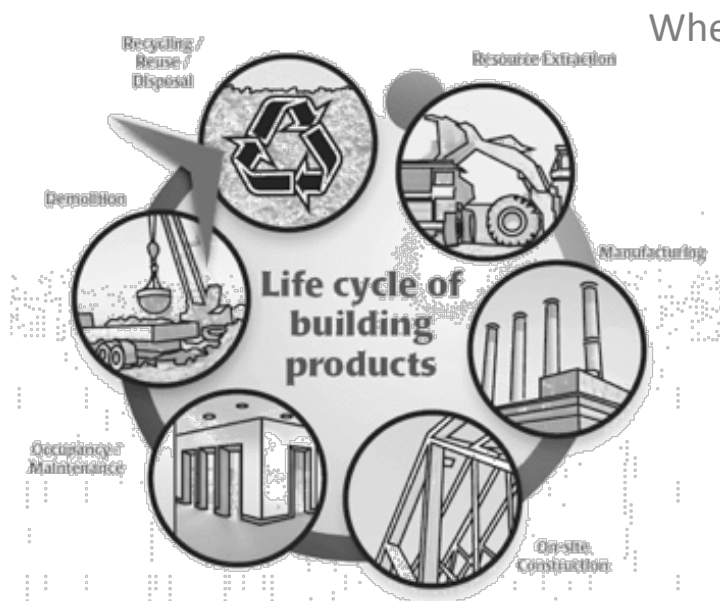 Whe
Recycling /
Reuse /
Disposal
Resource Extraction
Demolition
Manufacturing
Life cycle of
building
products
Occupancy /
Maintenance
On-site
Construction